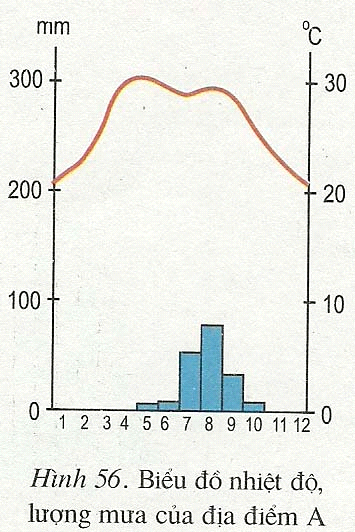 mm °C
300 30
200 20
100 10
0 0
1 2 3 4 5 6 7 8 9 10 11 12
Hình 56. Biểu đồ nhiệt độ,
lượng mưa của địa điểm A